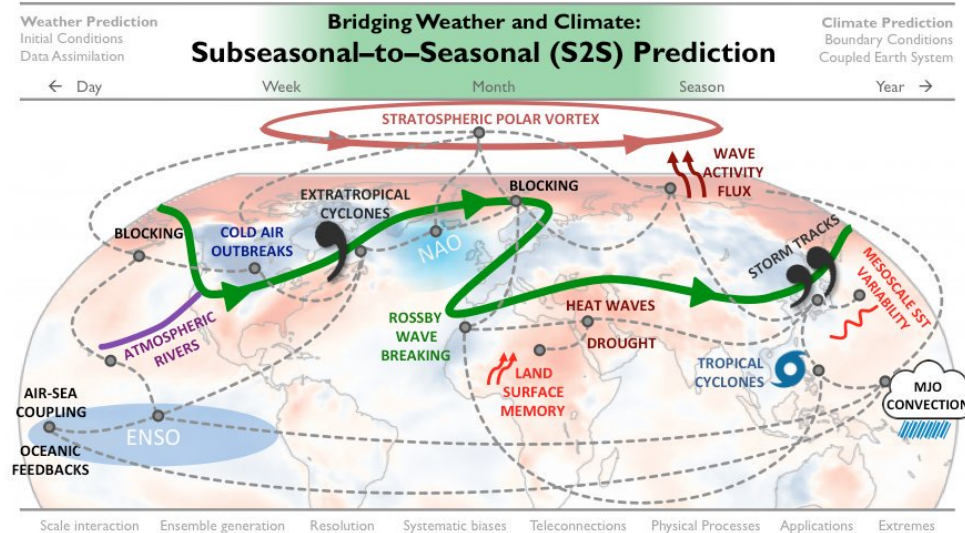 Weather Prediction
Initial Conditions
Data Assimilation
Bridging Weather and Climate:
Subseasonal–to–Seasonal (S2S) Prediction
Climate Prediction
Boundary Conditions
Coupled Earth System
← Day
Week
Month
Season
Year →
STRATOSPHERIC POLAR VORTEX
WAVE
ACTIVITY
FLUX
BLOCKING
EXTRATROPICAL
CYCLONES
BLOCKING
COLD AIR
OUTBREAKS
NAO
STORM TRACKS
MESOSCALE SST
VARIABILITY
ATMOSPHERIC
RIVERS
ROSSBY
WAVE
BREAKING
HEAT WAVES
DROUGHT
LAND
SURFACE
MEMORY
TROPICAL
CYCLONES
MJO
CONVECTION
AIR-SEA
COUPLING
ENSO
OCEANIC
FEEDBACKS
Scale interaction
Ensemble generation
Resolution
Systematic biases
Teleconnections
Physical Processes
Applications
Extremes